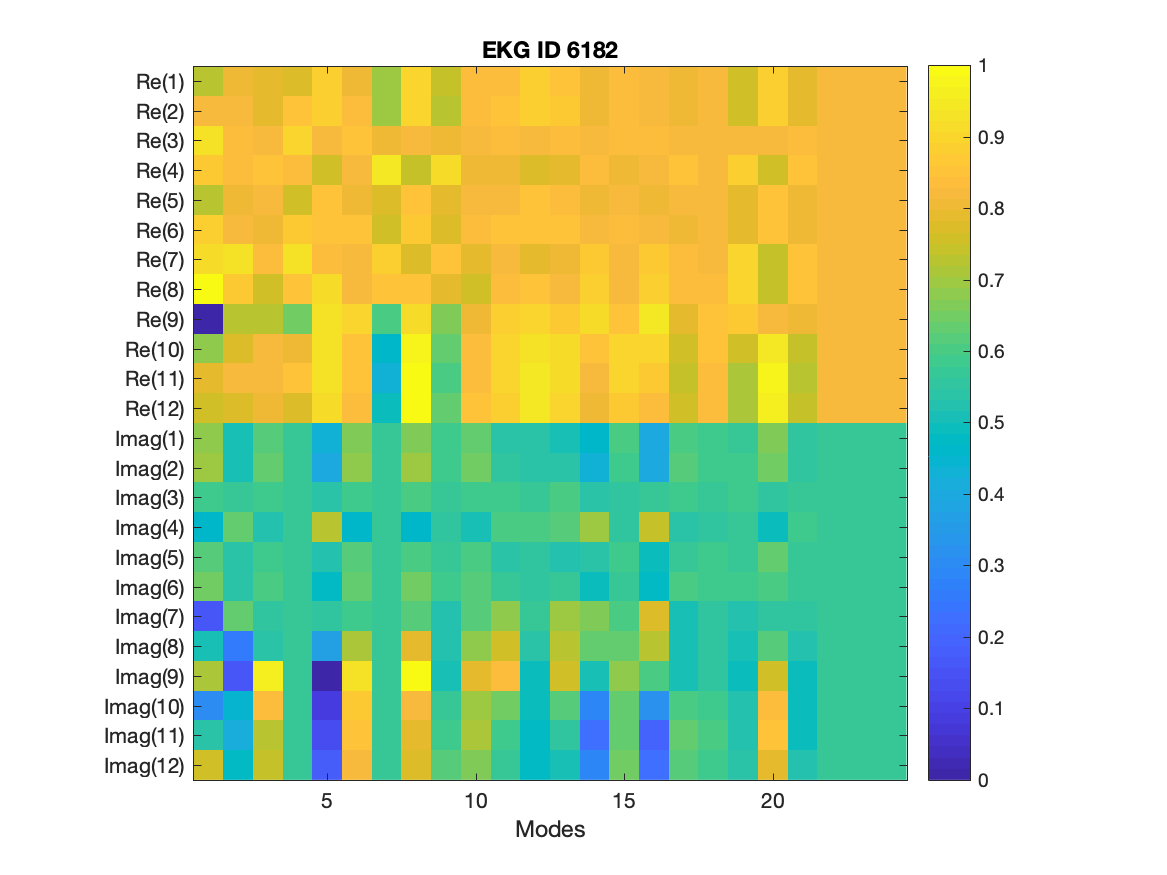 EKG ID 6182
Re(1)
Re(2)
Re(3)
Re(4)
Re(5)
Re(6)
Re(7)
Re(8)
Re(9)
Re(10)
Re(11)
Re(12)
Imag(1)
Imag(2)
Imag(3)
Imag(4)
Imag(5)
Imag(6)
Imag(7)
Imag(8)
Imag(9)
Imag(10)
Imag(11)
Imag(12)
5 10 15 20
Modes
1
0.9
0.8
0.7
0.6
0.5
0.4
0.3
0.2
0.1
0